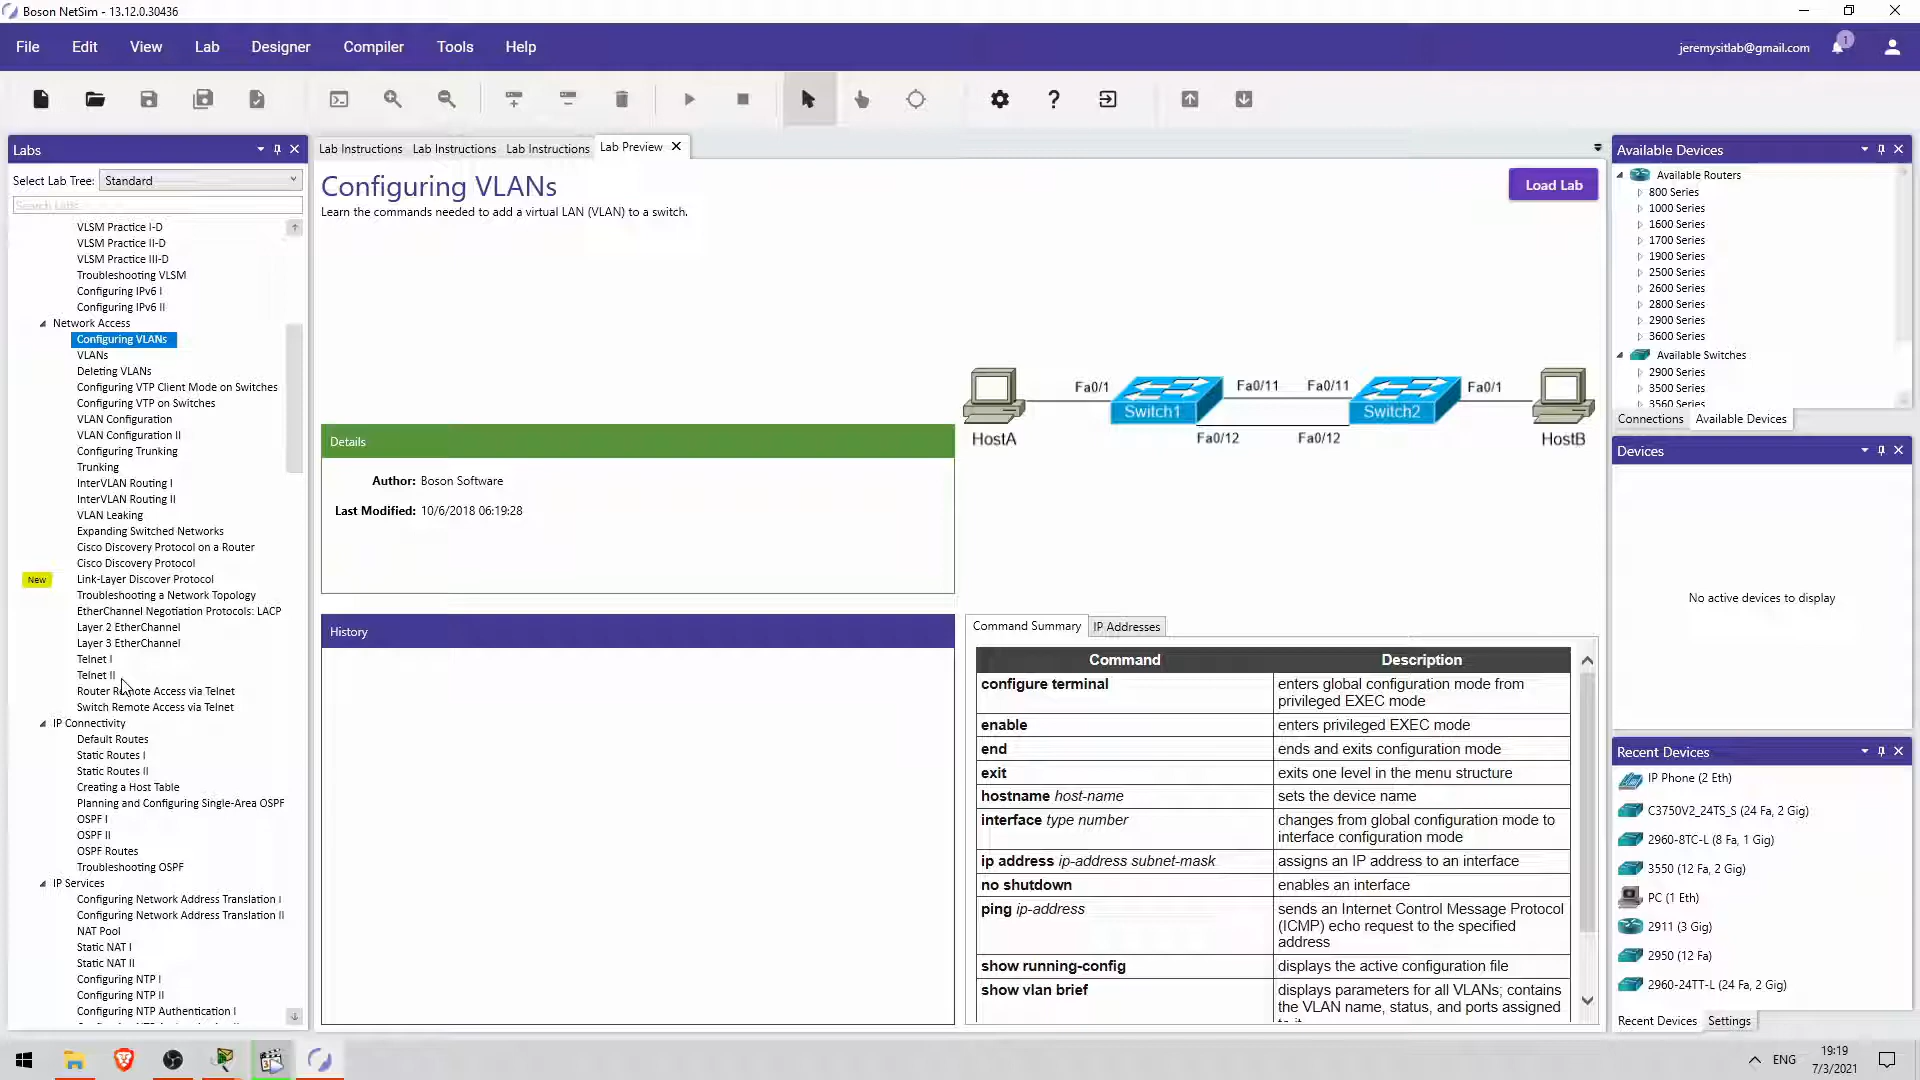 Boson NetSim - 13.12.0.30436
File Edit View Lab Designer Compiler Tools Help
jeremysitlab@gmail.com
1
Labs
Select Lab Tree: Standard
Search Labs
VLSM Practice I-D
VLSM Practice II-D
VLSM Practice III-D
Troubleshooting VLSM
Configuring IPv6 I
Configuring IPv6 II
Network Access
Configuring VLANs
VLANs
Deleting VLANs
Configuring VTP Client Mode on Switches
Configuring VTP on Switches
VLAN Configuration
VLAN Configuration II
Configuring Trunking
Trunking
InterVLAN Routing I
InterVLAN Routing II
VLAN Leaking
Expanding Switched Networks
Cisco Discovery Protocol on a Router
Cisco Discovery Protocol
New Link-Layer Discover Protocol
Troubleshooting a Network Topology
EtherChannel Negotiation Protocols: LACP
Layer 2 EtherChannel
Layer 3 EtherChannel
Telnet I
Telnet II
Router Remote Access via Telnet
Switch Remote Access via Telnet
IP Connectivity
Default Routes
Static Routes I
Static Routes II
Creating a Host Table
Planning and Configuring Single-Area OSPF
OSPF I
OSPF II
OSPF Routes
Troubleshooting OSPF
IP Services
Configuring Network Address Translation I
Configuring Network Address Translation II
NAT Pool
Static NAT I
Static NAT II
Configuring NTP I
Configuring NTP II
Configuring NTP Authentication I
Lab Instructions Lab Instructions Lab Instructions Lab Preview
Configuring VLANs
Learn the commands needed to add a virtual LAN (VLAN) to a switch.
Load Lab
Fa0/1 Fa0/11 Fa0/11 Fa0/1
Switch1 Switch2
HostA Fa0/12 Fa0/12 HostB
Details
Author: Boson Software
Last Modified: 10/6/2018 06:19:28
History
Command Summary IP Addresses
Command Description
configure terminal enters global configuration mode from
privileged EXEC mode
enable enters privileged EXEC mode
end ends and exits configuration mode
exit exits one level in the menu structure
hostname host-name sets the device name
interface type number changes from global configuration mode to
interface configuration mode
ip address ip-address subnet-mask assigns an IP address to an interface
no shutdown enables an interface
ping ip-address sends an Internet Control Message Protocol
(ICMP) echo request to the specified
address
show running-config displays the active configuration file
show vlan brief displays parameters for all VLANs; contains
the VLAN name, status, and ports assigned
Available Devices
Available Routers
800 Series
1000 Series
1600 Series
1700 Series
1900 Series
2500 Series
2600 Series
2800 Series
2900 Series
3600 Series
Available Switches
2900 Series
3500 Series
3560 Series
Connections Available Devices
Devices
No active devices to display
Recent Devices
IP Phone (2 Eth)
C3750V2_24TS_S (24 Fa, 2 Gig)
2960-8TC-L (8 Fa, 1 Gig)
3550 (12 Fa, 2 Gig)
PC (1 Eth)
2911 (3 Gig)
2950 (12 Fa)
2960-24TT-L (24 Fa, 2 Gig)
Recent Devices Settings
ENG
19:19
7/3/2021